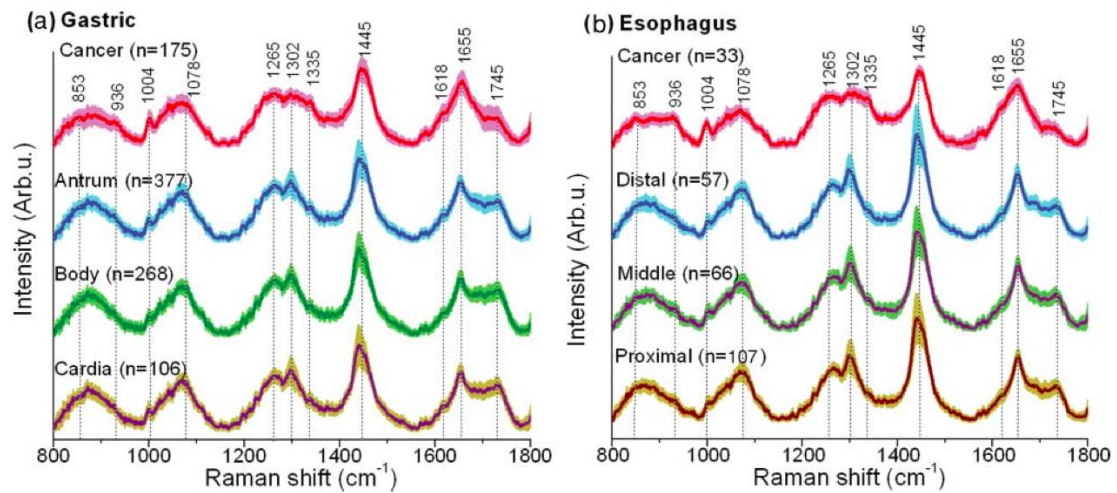 (a) Gastric
Cancer (n=175)
853
936
1004
1078
1265
1302
1335
1445
1618
1655
1745
Antrum (n=377)
Body (n=268)
Cardia (n=106)
Intensity (Arb.u.)
800 1000 1200 1400 1600 1800
Raman shift (cm⁻¹)
(b) Esophagus
Cancer (n=33)
853
936
1004
1078
1265
1302
1335
1445
1618
1655
1745
Distal (n=57)
Middle (n=66)
Proximal (n=107)
Intensity (Arb.u.)
800 1000 1200 1400 1600 1800
Raman shift (cm⁻¹)